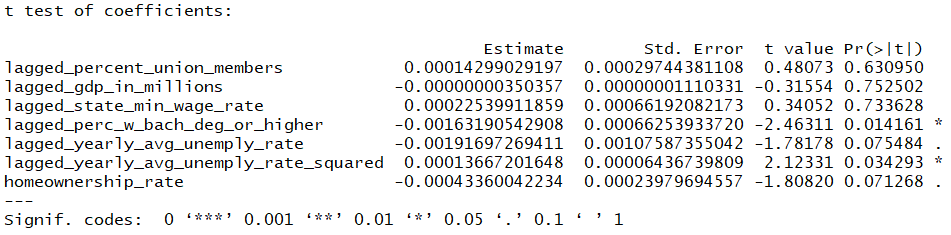 t test of coefficients:

                                            Estimate       Std. Error  t value Pr(>|t|)
lagged_percent_union_members              0.00014299029197  0.00029744381108  0.48073 0.630950
lagged_gdp_in_millions                   -0.00000000350357  0.00000001110331 -0.31554 0.752502
lagged_state_min_wage_rate                0.00022539911859  0.00066192082173  0.34052 0.733628
lagged_perc_w_bach_deg_or_higher         -0.00163190542908  0.00066253933720 -2.46311 0.014161 *
lagged_yearly_avg_unemply_rate           -0.00191697269411  0.00107587355042 -1.78178 0.075484 .
lagged_yearly_avg_unemply_rate_squared    0.00013667201648  0.00006436739809  2.12331 0.034293 *
homeownership_rate                       -0.00043360042234  0.00023979694557 -1.80820 0.071268 .
---
Signif. codes:  0 ‘***’ 0.001 ‘**’ 0.01 ‘*’ 0.05 ‘.’ 0.1 ‘ ’ 1